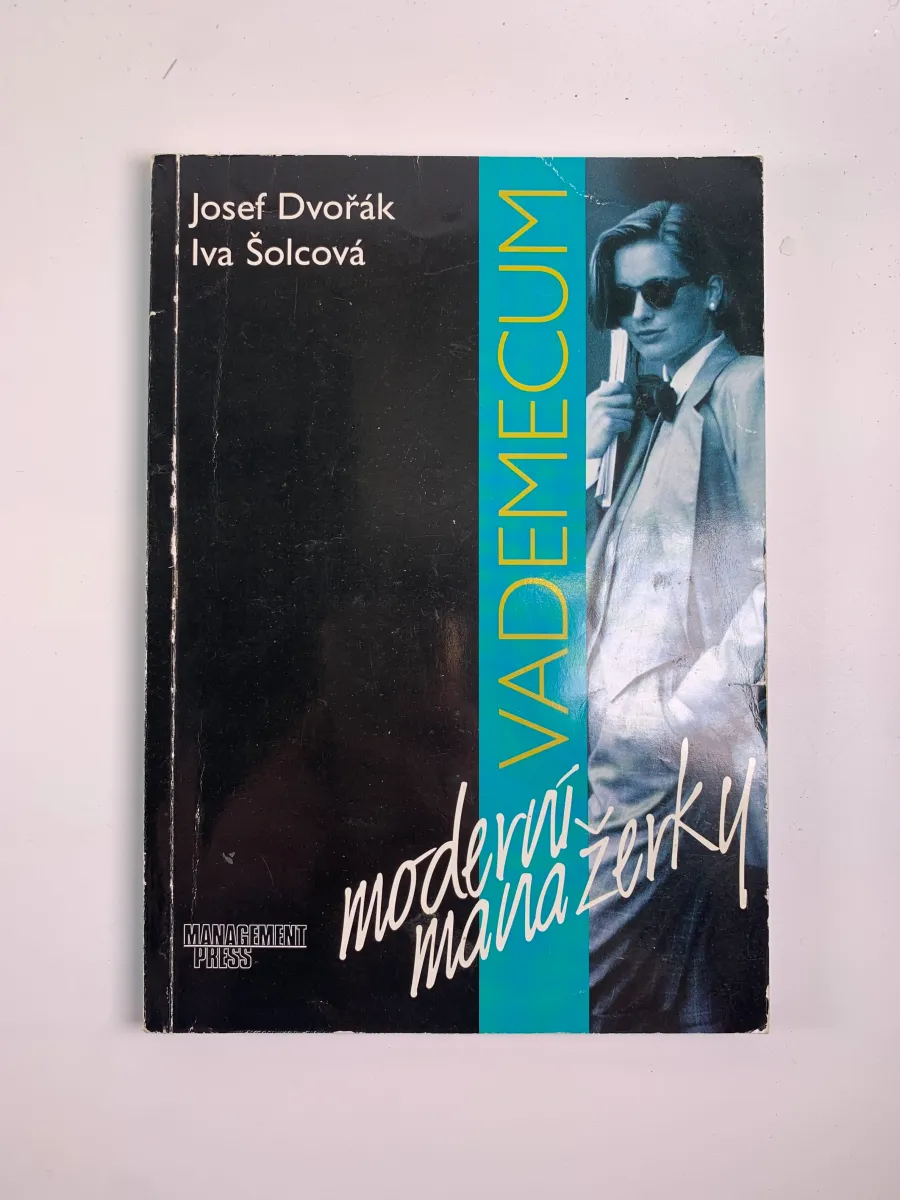 Josef Dvořák
Iva Šolcová
VADEMECUM
moderní
manažerky
MANAGEMENT
PRESS